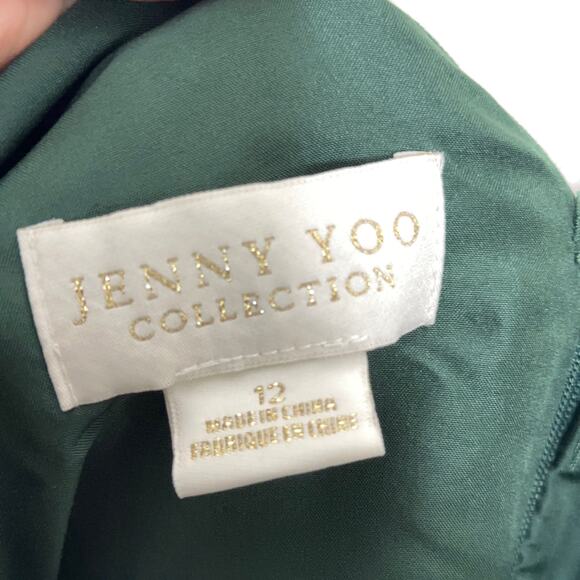 JENNY YOO
COLLECTION
12
MADE IN CHINA
FABRIQUE EN CHINE